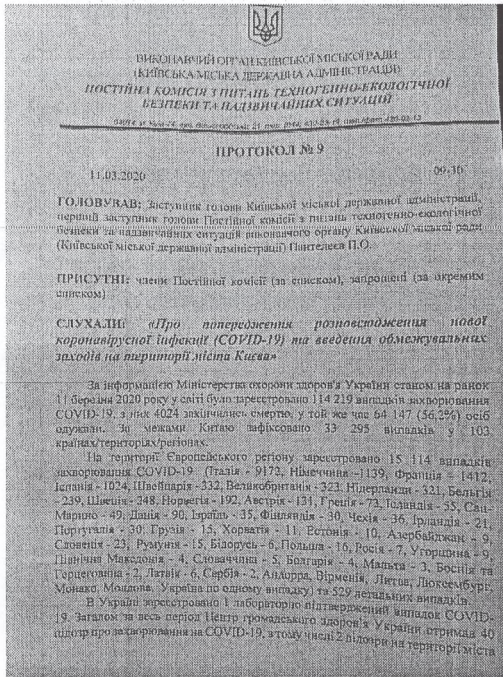 ВИКОНАВЧИЙ ОРГАН КИЇВСЬКОЇ МІСЬКОЇ РАДИ
(КИЇВСЬКА МІСЬКА ДЕРЖАВНА АДМІНІСТРАЦІЯ)
ПОСТІЙНА КОМІСІЯ З ПИТАНЬ ТЕХНОГЕННО-ЕКОЛОГІЧНОЇ
БЕЗПЕКИ ТА НАДЗВИЧАЙНИХ СИТУАЦІЙ
ПРОТОКОЛ № 9
11.03.2020 09-30
ГОЛОВУВАВ: Заступник голови Київської міської державної адміністрації,
перший заступник голови Постійної комісії з питань техногенно-екологічної
безпеки та надзвичайних ситуацій виконавчого органу Київської міської ради
(Київської міської державної адміністрації) Пантелеєв П.О.
ПРИСУТНІ: члени Постійної комісії (за списком), запрошені (за окремим
списком)
СЛУХАЛИ: «Про попередження розповсюдження нової
коронавірусної інфекції (COVID-19) та введення обмежувальних
заходів на території міста Києва»
За інформацією Міністерства охорони здоров'я України станом на ранок
11 березня 2020 року у світі було зареєстровано 114 219 випадків захворювання
COVID-19, з них 4024 закінчились смертю, у той же час 64 147 (56,2%) осіб
одужали. За межами Китаю зафіксовано 33 295 випадків у 103
країнах/територіях/регіонах.
На території Європейського регіону зареєстровано 15 114 випадків
захворювання COVID-19 (Італія - 9172, Німеччина -1139, Франція - 1412,
Іспанія - 1024, Швейцарія - 332, Великобританія - 323, Нідерланди - 321, Бельгія
- 239, Швеція - 248, Норвегія - 192, Австрія - 131, Греція - 73, Ісландія - 55, Сан-
Марино - 49, Данія - 90, Ізраїль - 35, Фінляндія - 30, Чехія - 36, Ірландія - 21,
Португалія - 30, Грузія - 15, Хорватія - 11, Естонія - 10, Азербайджан - 9,
Словенія - 23, Румунія - 15, Білорусь - 6, Польща - 16, Росія - 7, Угорщина - 9,
Північна Македонія - 4, Словаччина - 5, Болгарія - 4, Мальта - 3, Боснія та
Герцеговина - 2, Латвія - 6, Сербія - 2, Андорра, Вірменія, Литва, Люксембург,
Монако, Молдова, Україна по одному випадку) та 529 летальних випадків.
В Україні зареєстровано 1 лабораторно підтверджений випадок COVID-
19. Загалом за весь період Центр громадського здоров'я України отримав 40
підозр про захворювання на COVID-19, в тому числі 2 підозри на території міста